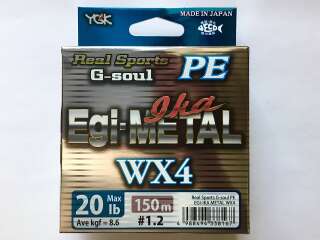 YGK
MADE IN JAPAN
Real Sports
G-soul
PE
Ika
Egi-METAL
WX4
20 Max lb
150m
Ave kgf = 8.6
#1.2
Real Sports G-soul PE
EGI-IKA METAL WX4